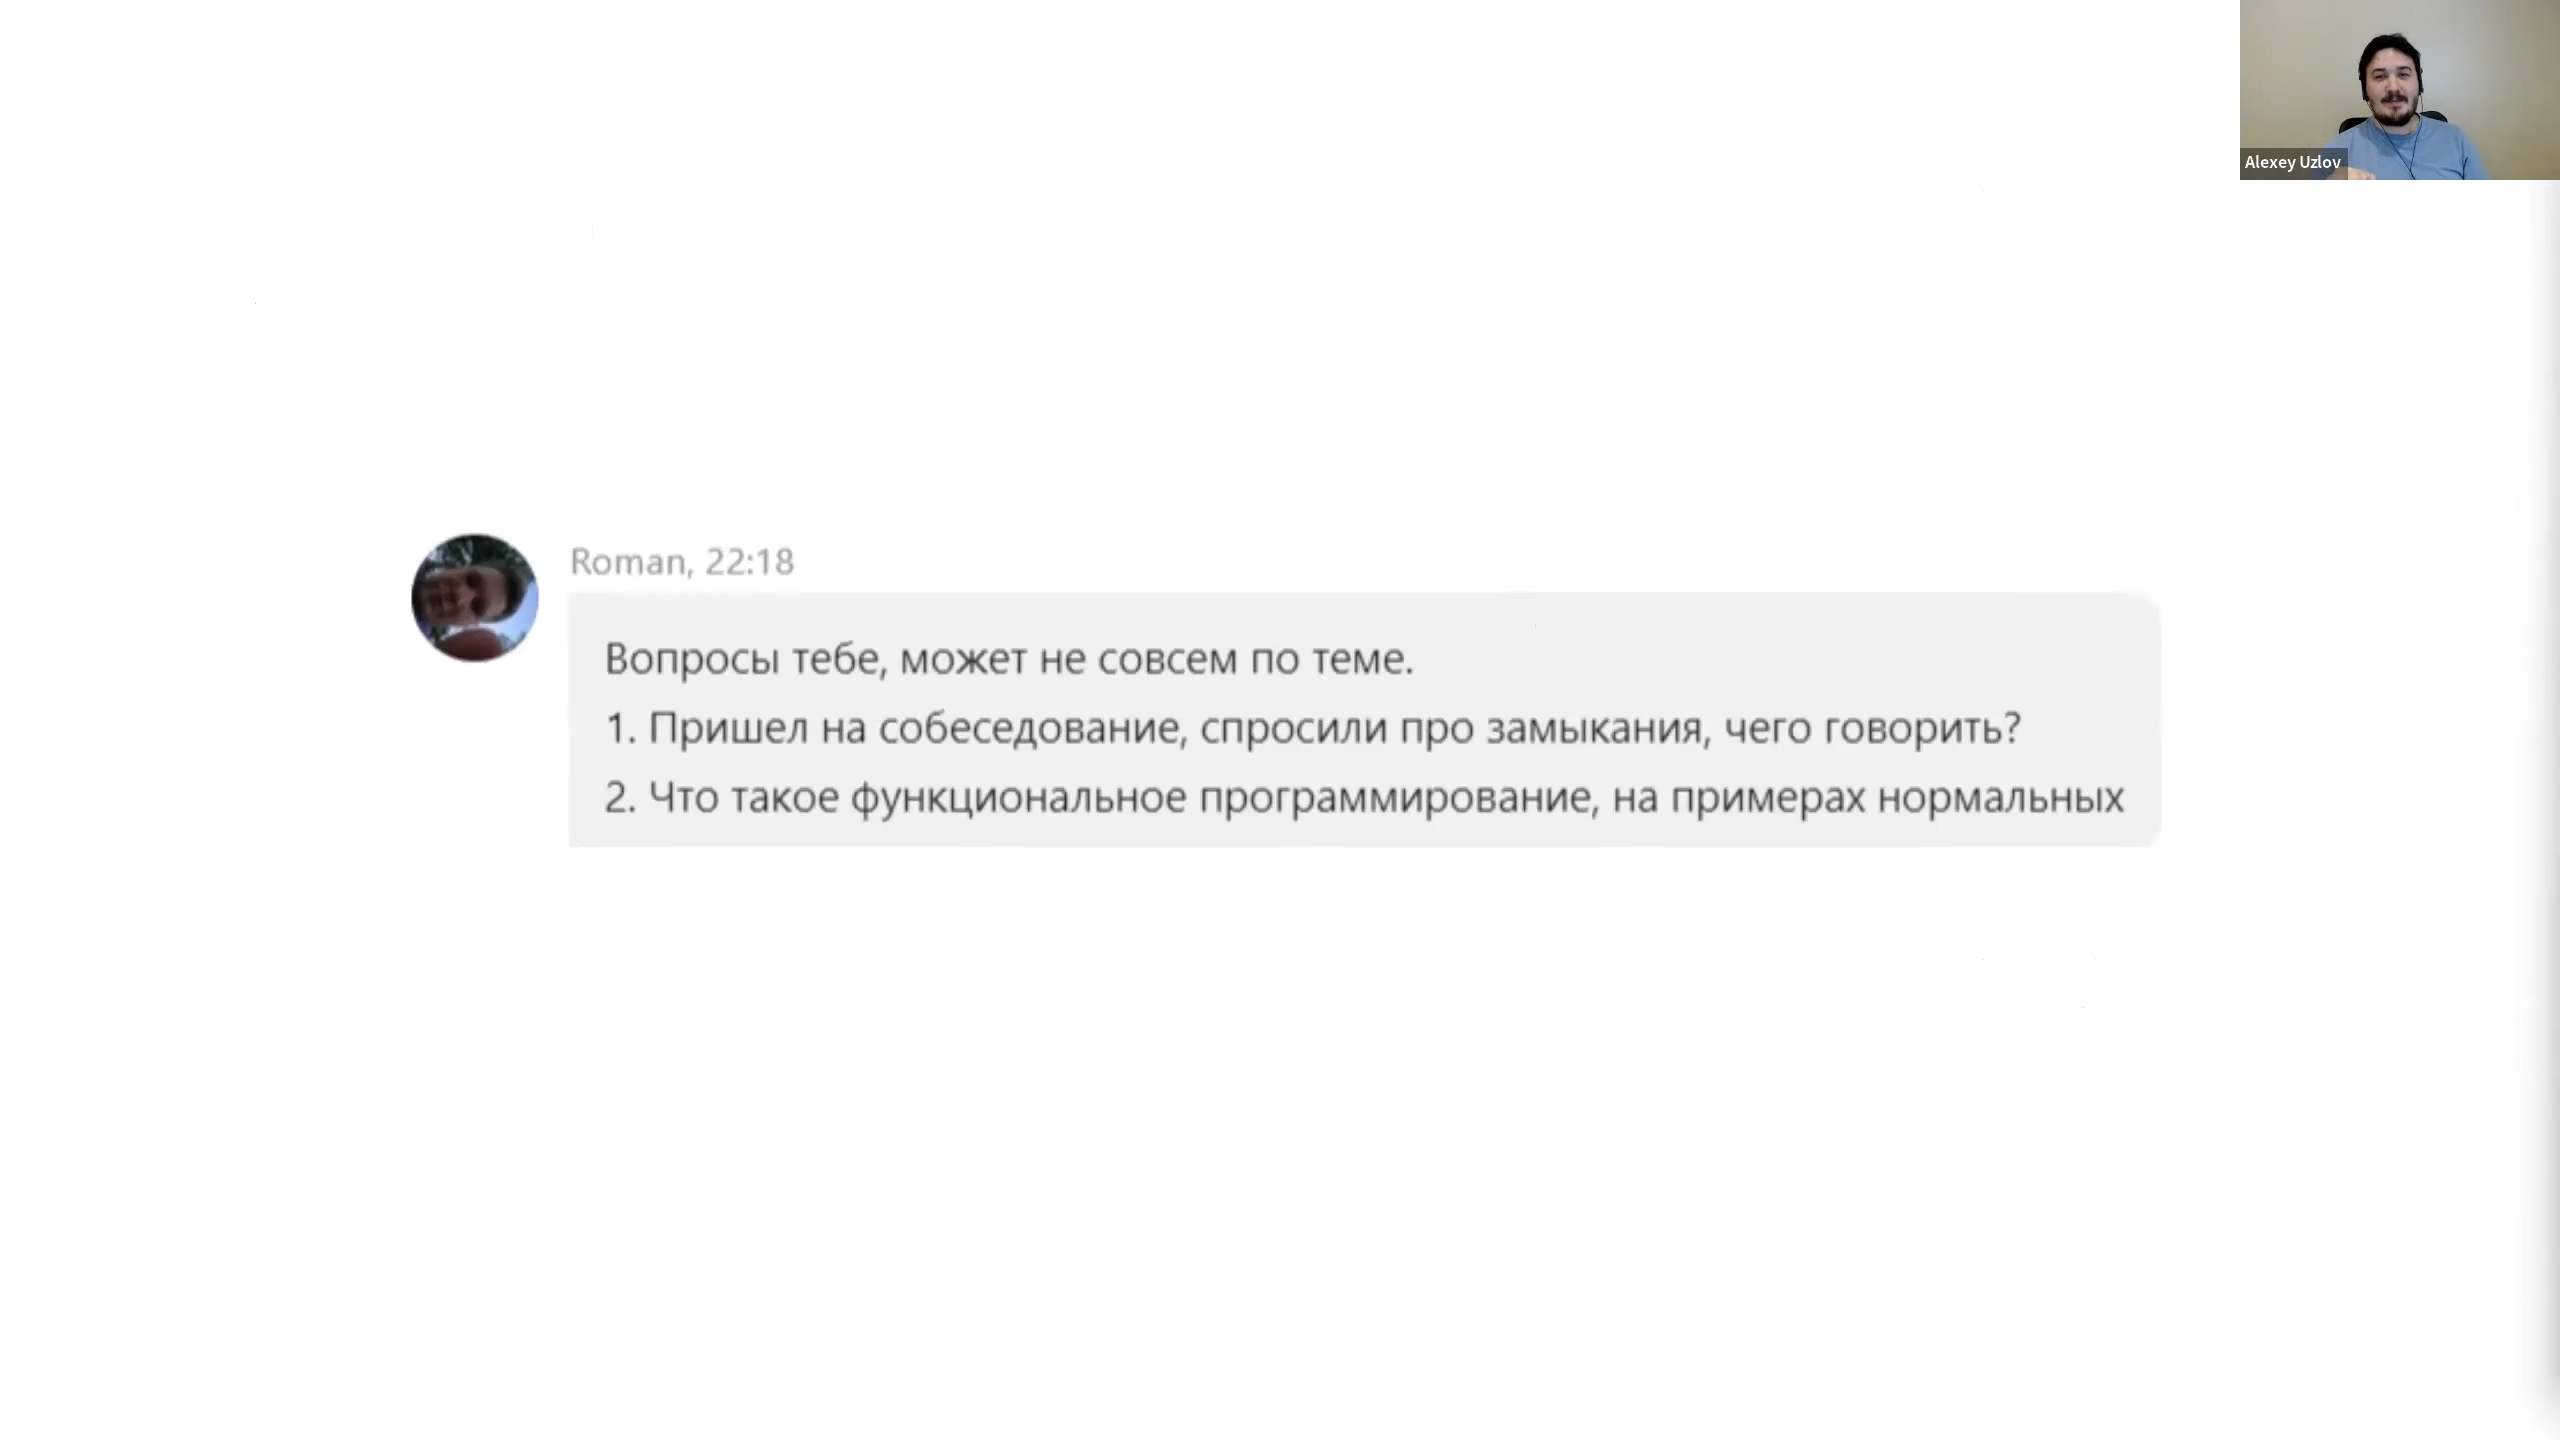 Alexey Uzlov
Roman, 22:18
Вопросы тебе, может не совсем по теме.
1. Пришел на собеседование, спросили про замыкания, чего говорить?
2. Что такое функциональное программирование, на примерах нормальных